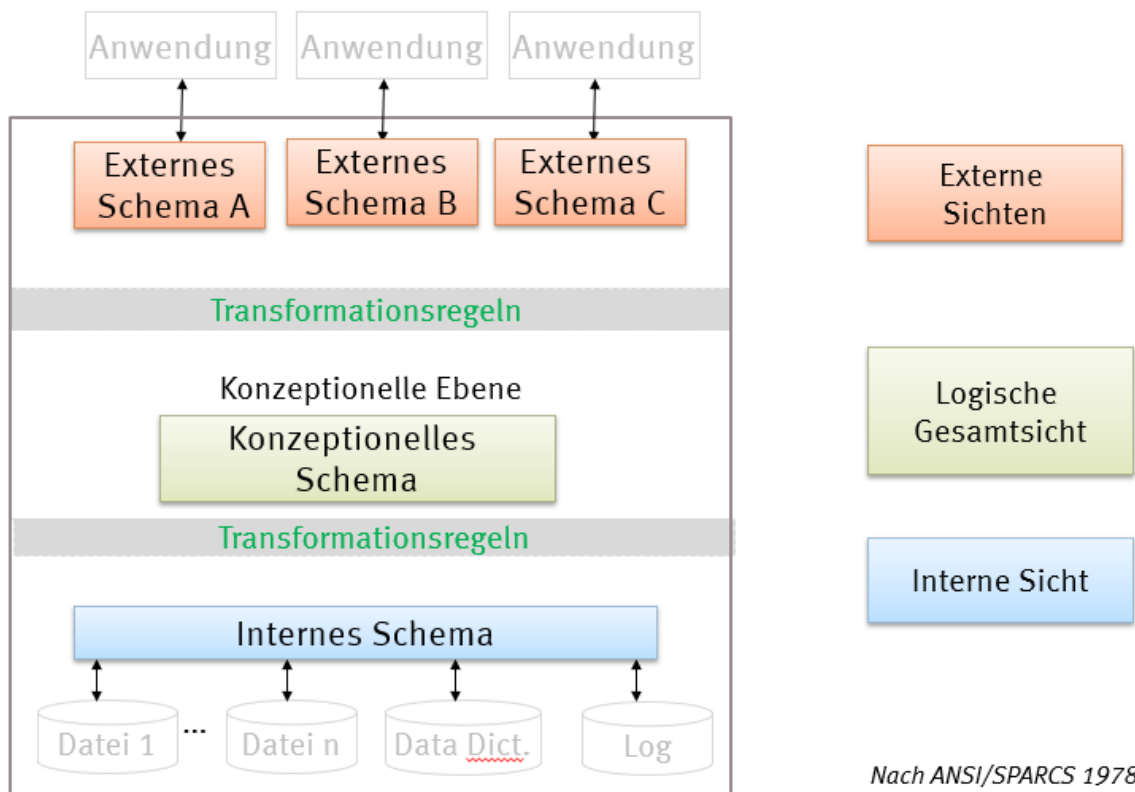 Anwendung
Anwendung
Anwendung
Externes
Schema A
Externes
Schema B
Externes
Schema C
Externe
Sichten
Transformationsregeln
Konzeptionelle Ebene
Konzeptionelles
Schema
Logische
Gesamtsicht
Transformationsregeln
Interne Sicht
Internes Schema
Datei 1
...
Datei n
Data Dict.
Log
Nach ANSI/SPARCS 1978